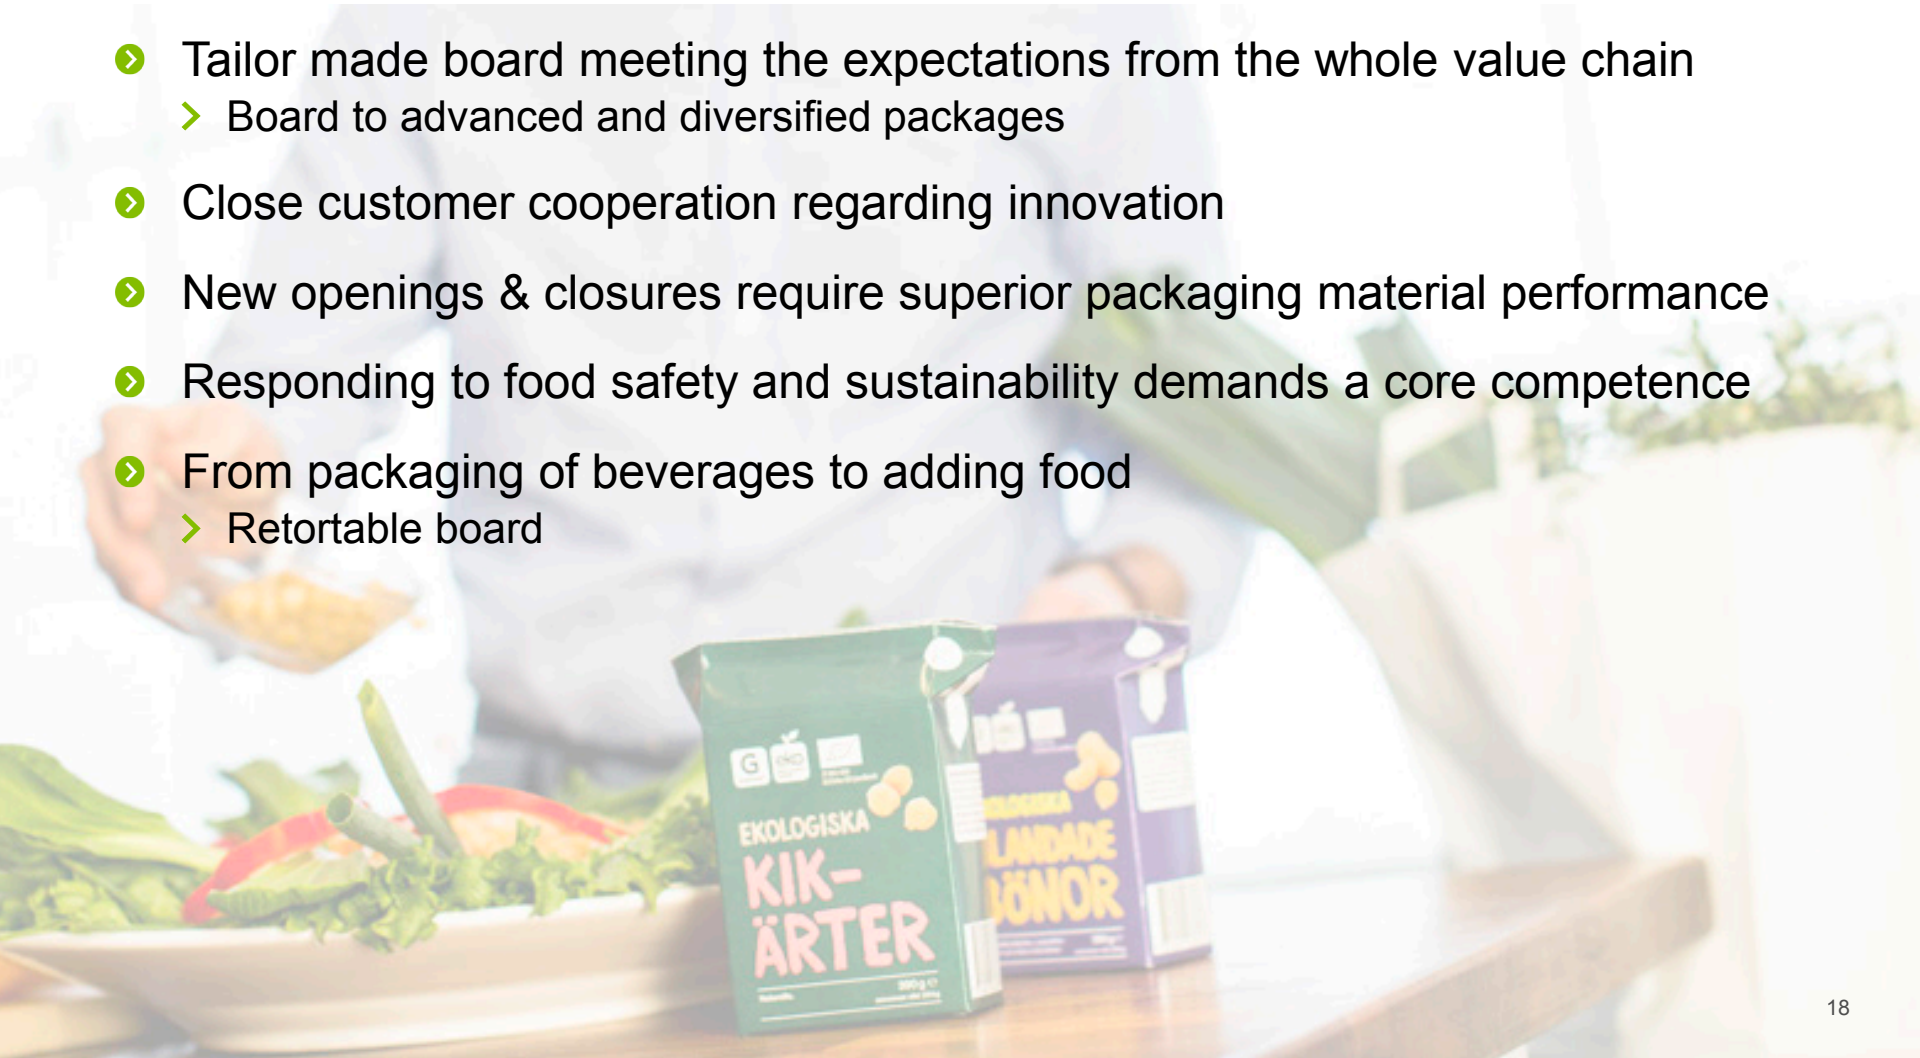 Tailor made board meeting the expectations from the whole value chain
Board to advanced and diversified packages
Close customer cooperation regarding innovation
New openings & closures require superior packaging material performance
Responding to food safety and sustainability demands a core competence
From packaging of beverages to adding food
Retortable board
G
eko
EKOLOGISKA
KIK-
ÄRTER
LANDADE
BÖNOR
18